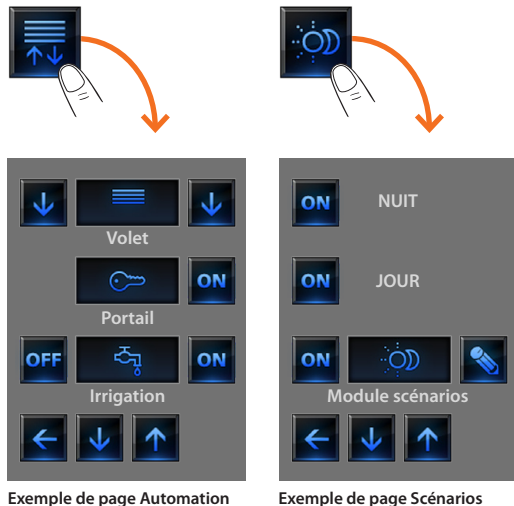 Volet
Portail
ON
OFF
ON
Irrigation
Exemple de page Automation
ON
NUIT
ON
JOUR
ON
Module scénarios
Exemple de page Scénarios